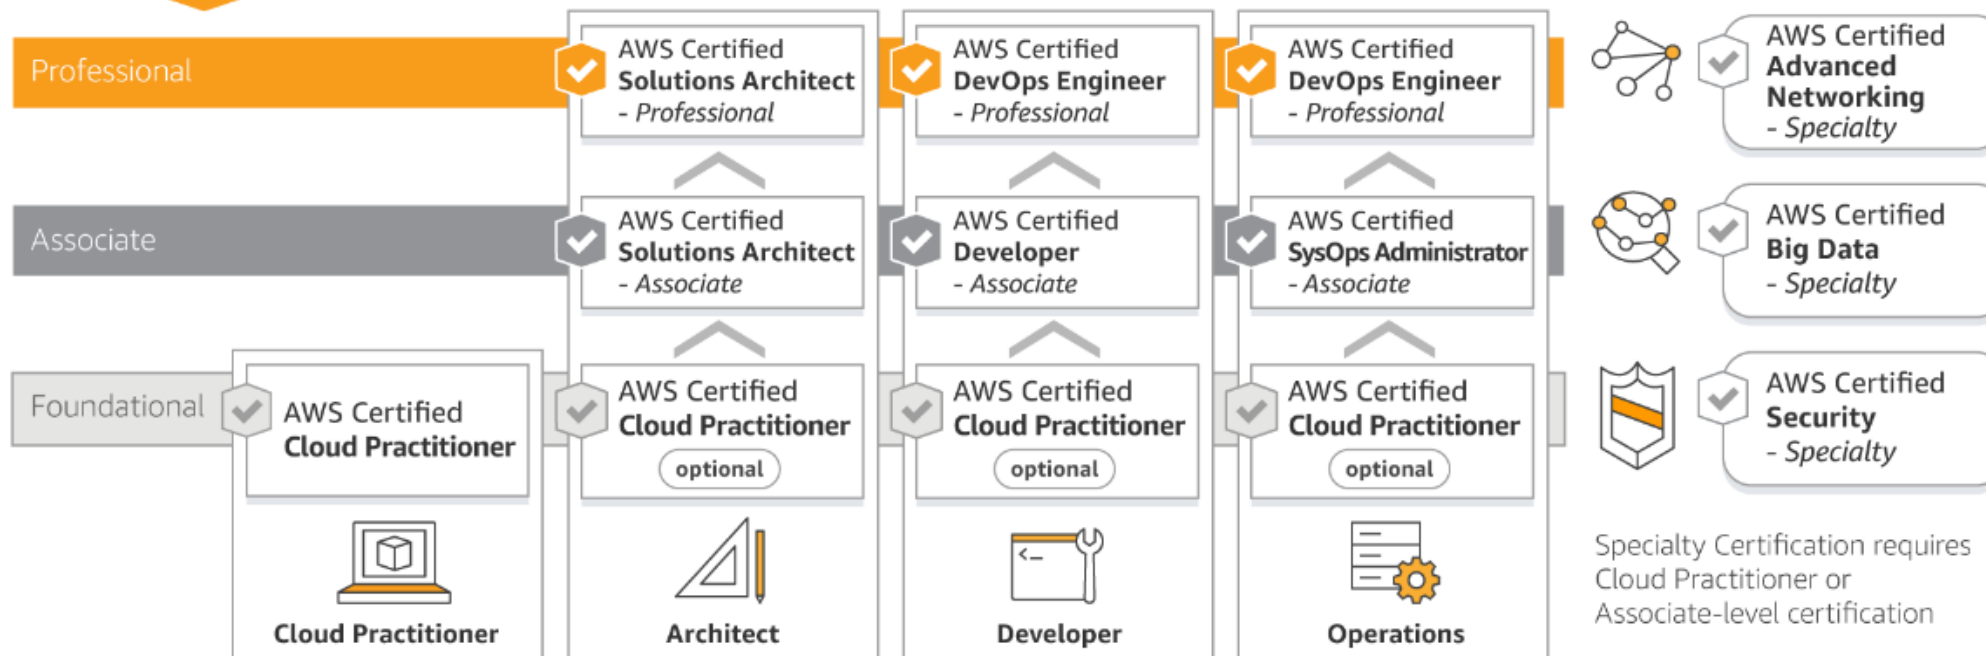 Professional
AWS Certified
Solutions Architect
- Professional
AWS Certified
DevOps Engineer
- Professional
AWS Certified
DevOps Engineer
- Professional
AWS Certified
Advanced
Networking
- Specialty
Associate
AWS Certified
Solutions Architect
- Associate
AWS Certified
Developer
- Associate
AWS Certified
SysOps Administrator
- Associate
AWS Certified
Big Data
- Specialty
Foundational
AWS Certified
Cloud Practitioner
AWS Certified
Cloud Practitioner
optional
AWS Certified
Cloud Practitioner
optional
AWS Certified
Cloud Practitioner
optional
AWS Certified
Security
- Specialty
Cloud Practitioner
Architect
<_
Developer
Operations
Specialty Certification requires
Cloud Practitioner or
Associate-level certification